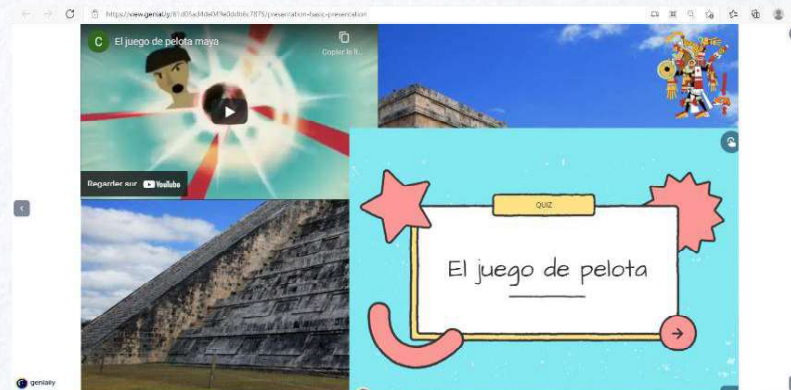 C El juego de pelota maya
Copier le li...
Regarder sur YouTube
QUIZ
El juego de pelota
genially